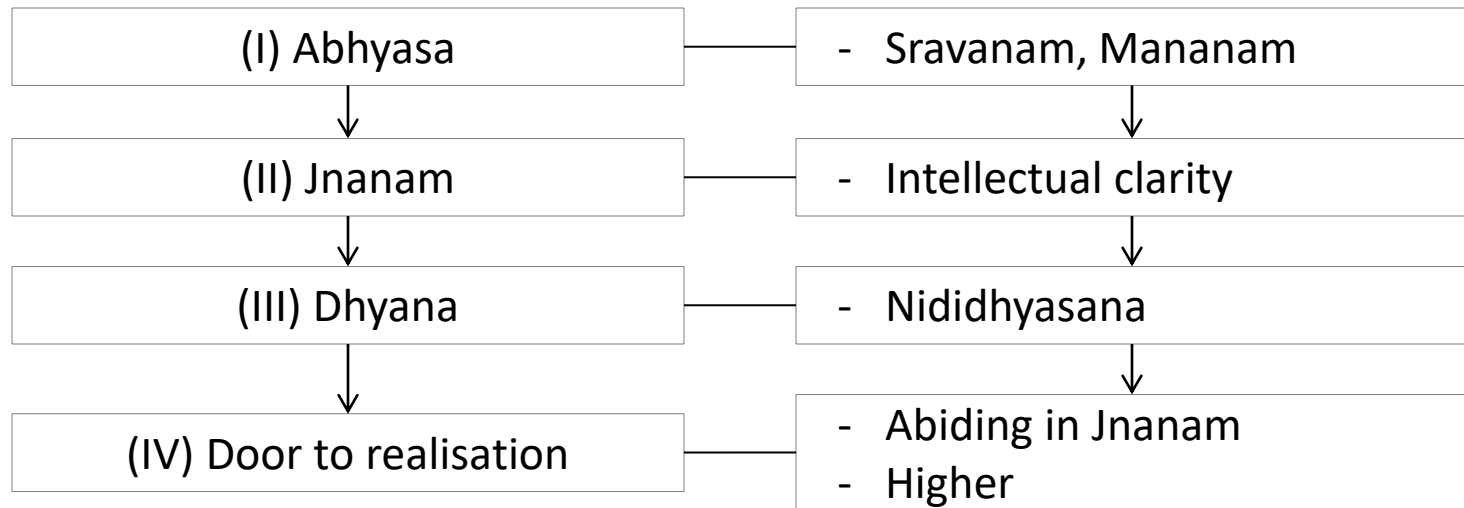 (I) Abhyasa
- Sravanam, Mananam
(II) Jnanam
- Intellectual clarity
(III) Dhyana
- Nididhyasana
(IV) Door to realisation
- Abiding in Jnanam
- Higher